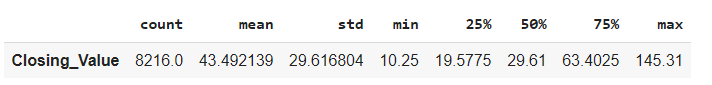 count mean std min 25% 50% 75% max
Closing_Value 8216.0 43.492139 29.616804 10.25 19.5775 29.61 63.4025 145.31